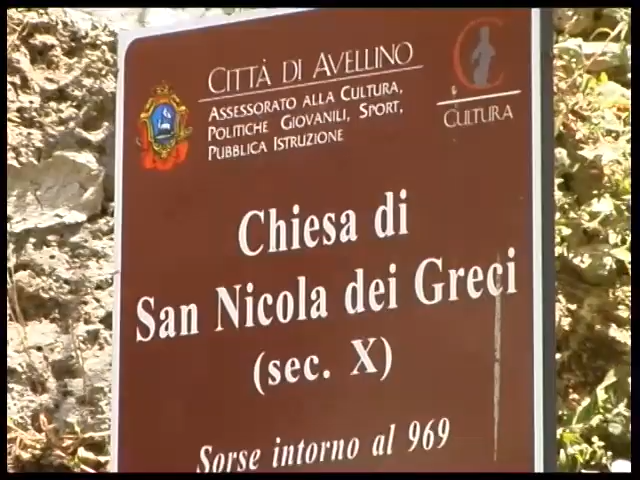 CITTÀ DI AVELLINO
ASSESSORATO ALLA CULTURA,
POLITICHE GIOVANILI, SPORT,
PUBBLICA ISTRUZIONE
CULTURA
Chiesa di
San Nicola dei Greci
(sec. X)
Sorse intorno al 969